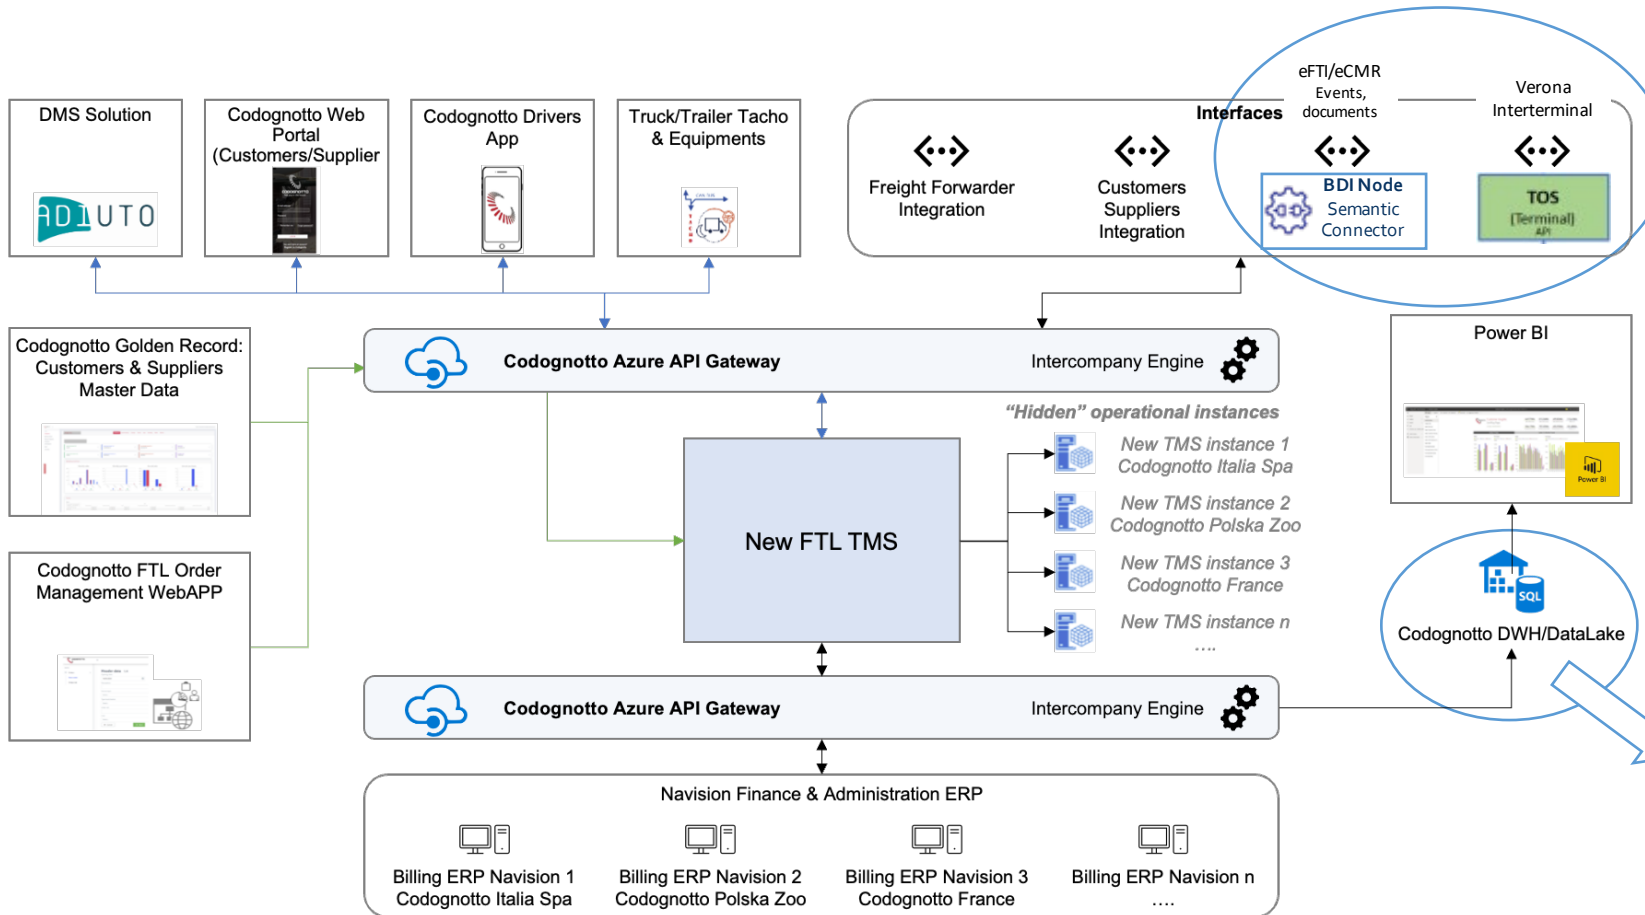 eFTI/eCMR
Events,
documents
Verona
Interterminal
DMS Solution
ADIUTO
Codognotto Web
Portal
(Customers/Supplier
Codognotto Drivers
App
Truck/Trailer Tacho
& Equipments
Interfaces
Freight Forwarder
Integration
Customers
Suppliers
Integration
BDI Node
Semantic
Connector
TOS
(Terminal)
API
Codognotto Golden Record:
Customers & Suppliers
Master Data
Codognotto Azure API Gateway
Intercompany Engine
Power BI
Power BI
"Hidden" operational instances
New TMS instance 1
Codognotto Italia Spa
New TMS instance 2
Codognotto Polska Zoo
New TMS instance 3
Codognotto France
New TMS instance n
....
New FTL TMS
Codognotto FTL Order
Management WebAPP
SQL
Codognotto DWH/DataLake
Codognotto Azure API Gateway
Intercompany Engine
Navision Finance & Administration ERP
Billing ERP Navision 1
Codognotto Italia Spa
Billing ERP Navision 2
Codognotto Polska Zoo
Billing ERP Navision 3
Codognotto France
Billing ERP Navision n
....